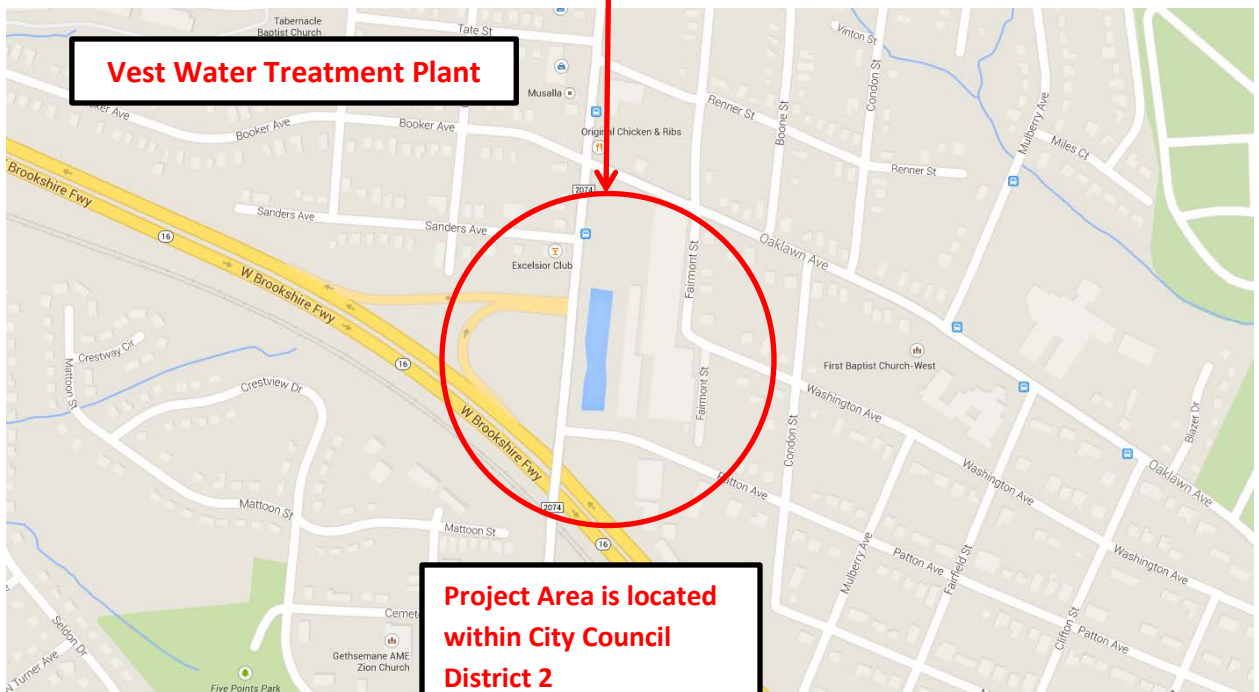 Tabernacle
Baptist Church
Tate St
Vest Water Treatment Plant
Musalla
Vinton St
Condon St
Booker Ave
Booker Ave
Original Chicken & Ribs
Renner St
Boone St
Mulberry Ave
Miles Ct
Renner St
W Brookshire Fwy
2074
Sanders Ave
Sanders Ave
Oaklawn Ave
16
Excelsior Club
Fairmont St
W Brookshire Fwy
Crestway Cir
Mattoon St
16
Crestview Dr
First Baptist Church-West
Fairmont St
Washington Ave
Blazer Dr
W Brookshire Fwy
Condon St
Washington Ave
Oaklawn Ave
Patton Ave
Mattoon St
2074
Mattoon St
16
Mulberry Ave
Patton Ave
Fairfield St
Washington Ave
Project Area is located
within City Council
District 2
Clifton St
Patton Ave
Gethsemane AME
Zion Church
Seldon Dr
Turner Ave
Five Points Park